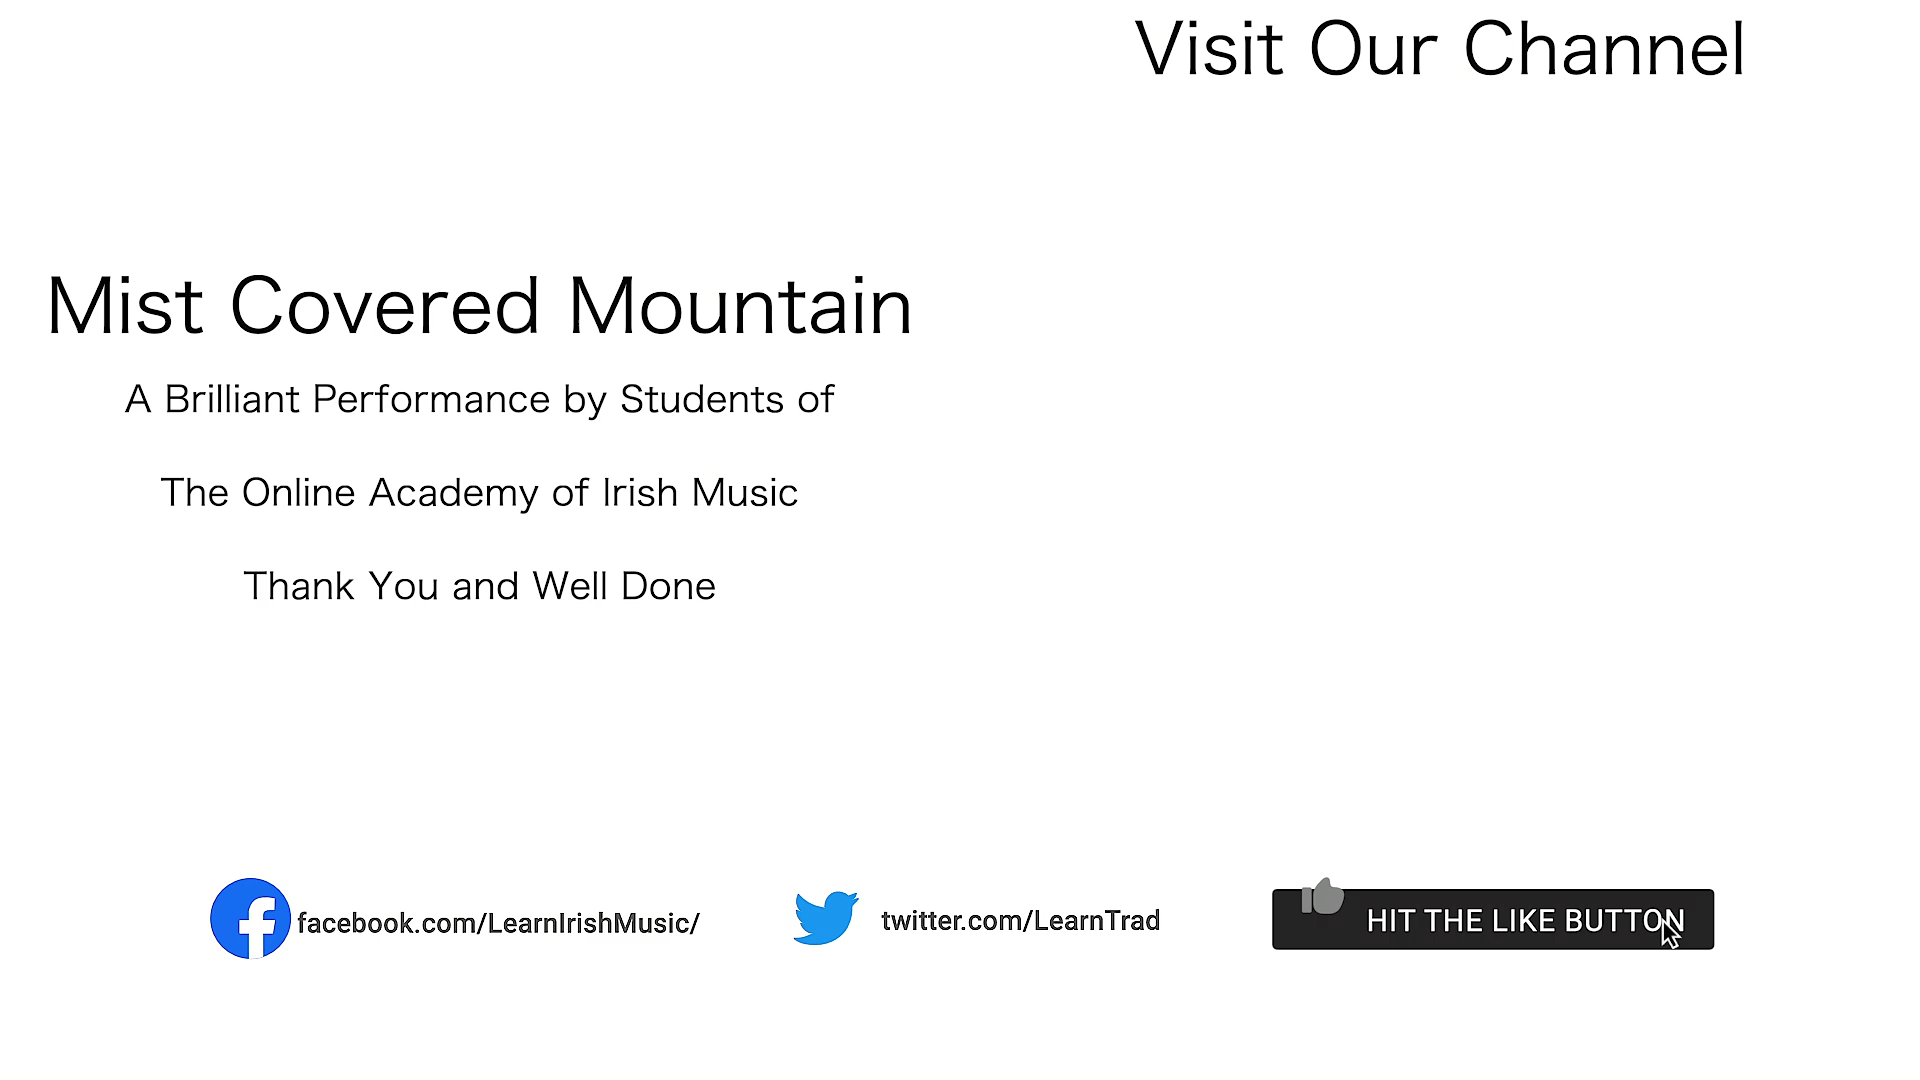 Visit Our Channel
Mist Covered Mountain
A Brilliant Performance by Students of
The Online Academy of Irish Music
Thank You and Well Done
facebook.com/LearnIrishMusic/
twitter.com/LearnTrad
HIT THE LIKE BUTTON